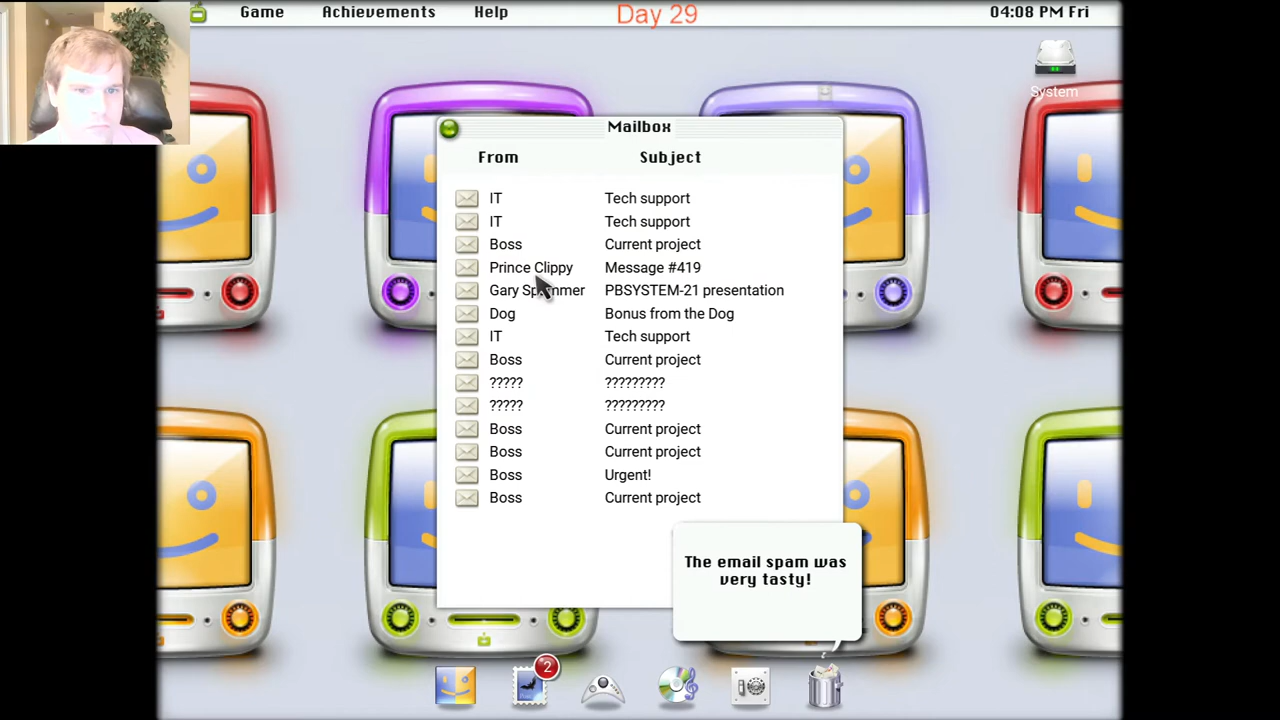 Game Achievements Help Day 29 04:08 PM Fri
System
Mailbox
From Subject
IT Tech support
IT Tech support
Boss Current project
Prince Clippy Message #419
Gary Sp mmer PBSYSTEM-21 presentation
Dog Bonus from the Dog
IT Tech support
Boss Current project
????? ?????????
????? ?????????
Boss Current project
Boss Current project
Boss Urgent!
Boss Current project
The email spam was
very tasty!
2